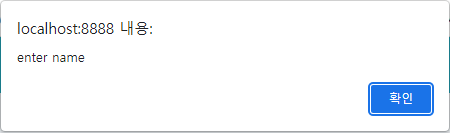 localhost:8888 내용:
enter name
확인